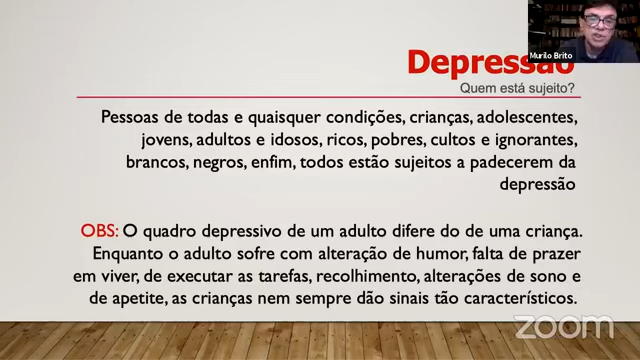 Murilo Brito
Depressão
Quem está sujeito?
Pessoas de todas e quaisquer condições, crianças, adolescentes,
jovens, adultos e idosos, ricos, pobres, cultos e ignorantes,
brancos, negros, enfim, todos estão sujeitos a padecerem da
depressão
OBS: O quadro depressivo de um adulto difere do de uma criança.
Enquanto o adulto sofre com alteração de humor, falta de prazer
em viver, de executar as tarefas, recolhimento, alterações de sono e
de apetite, as crianças nem sempre dão sinais tão característicos.
zoom